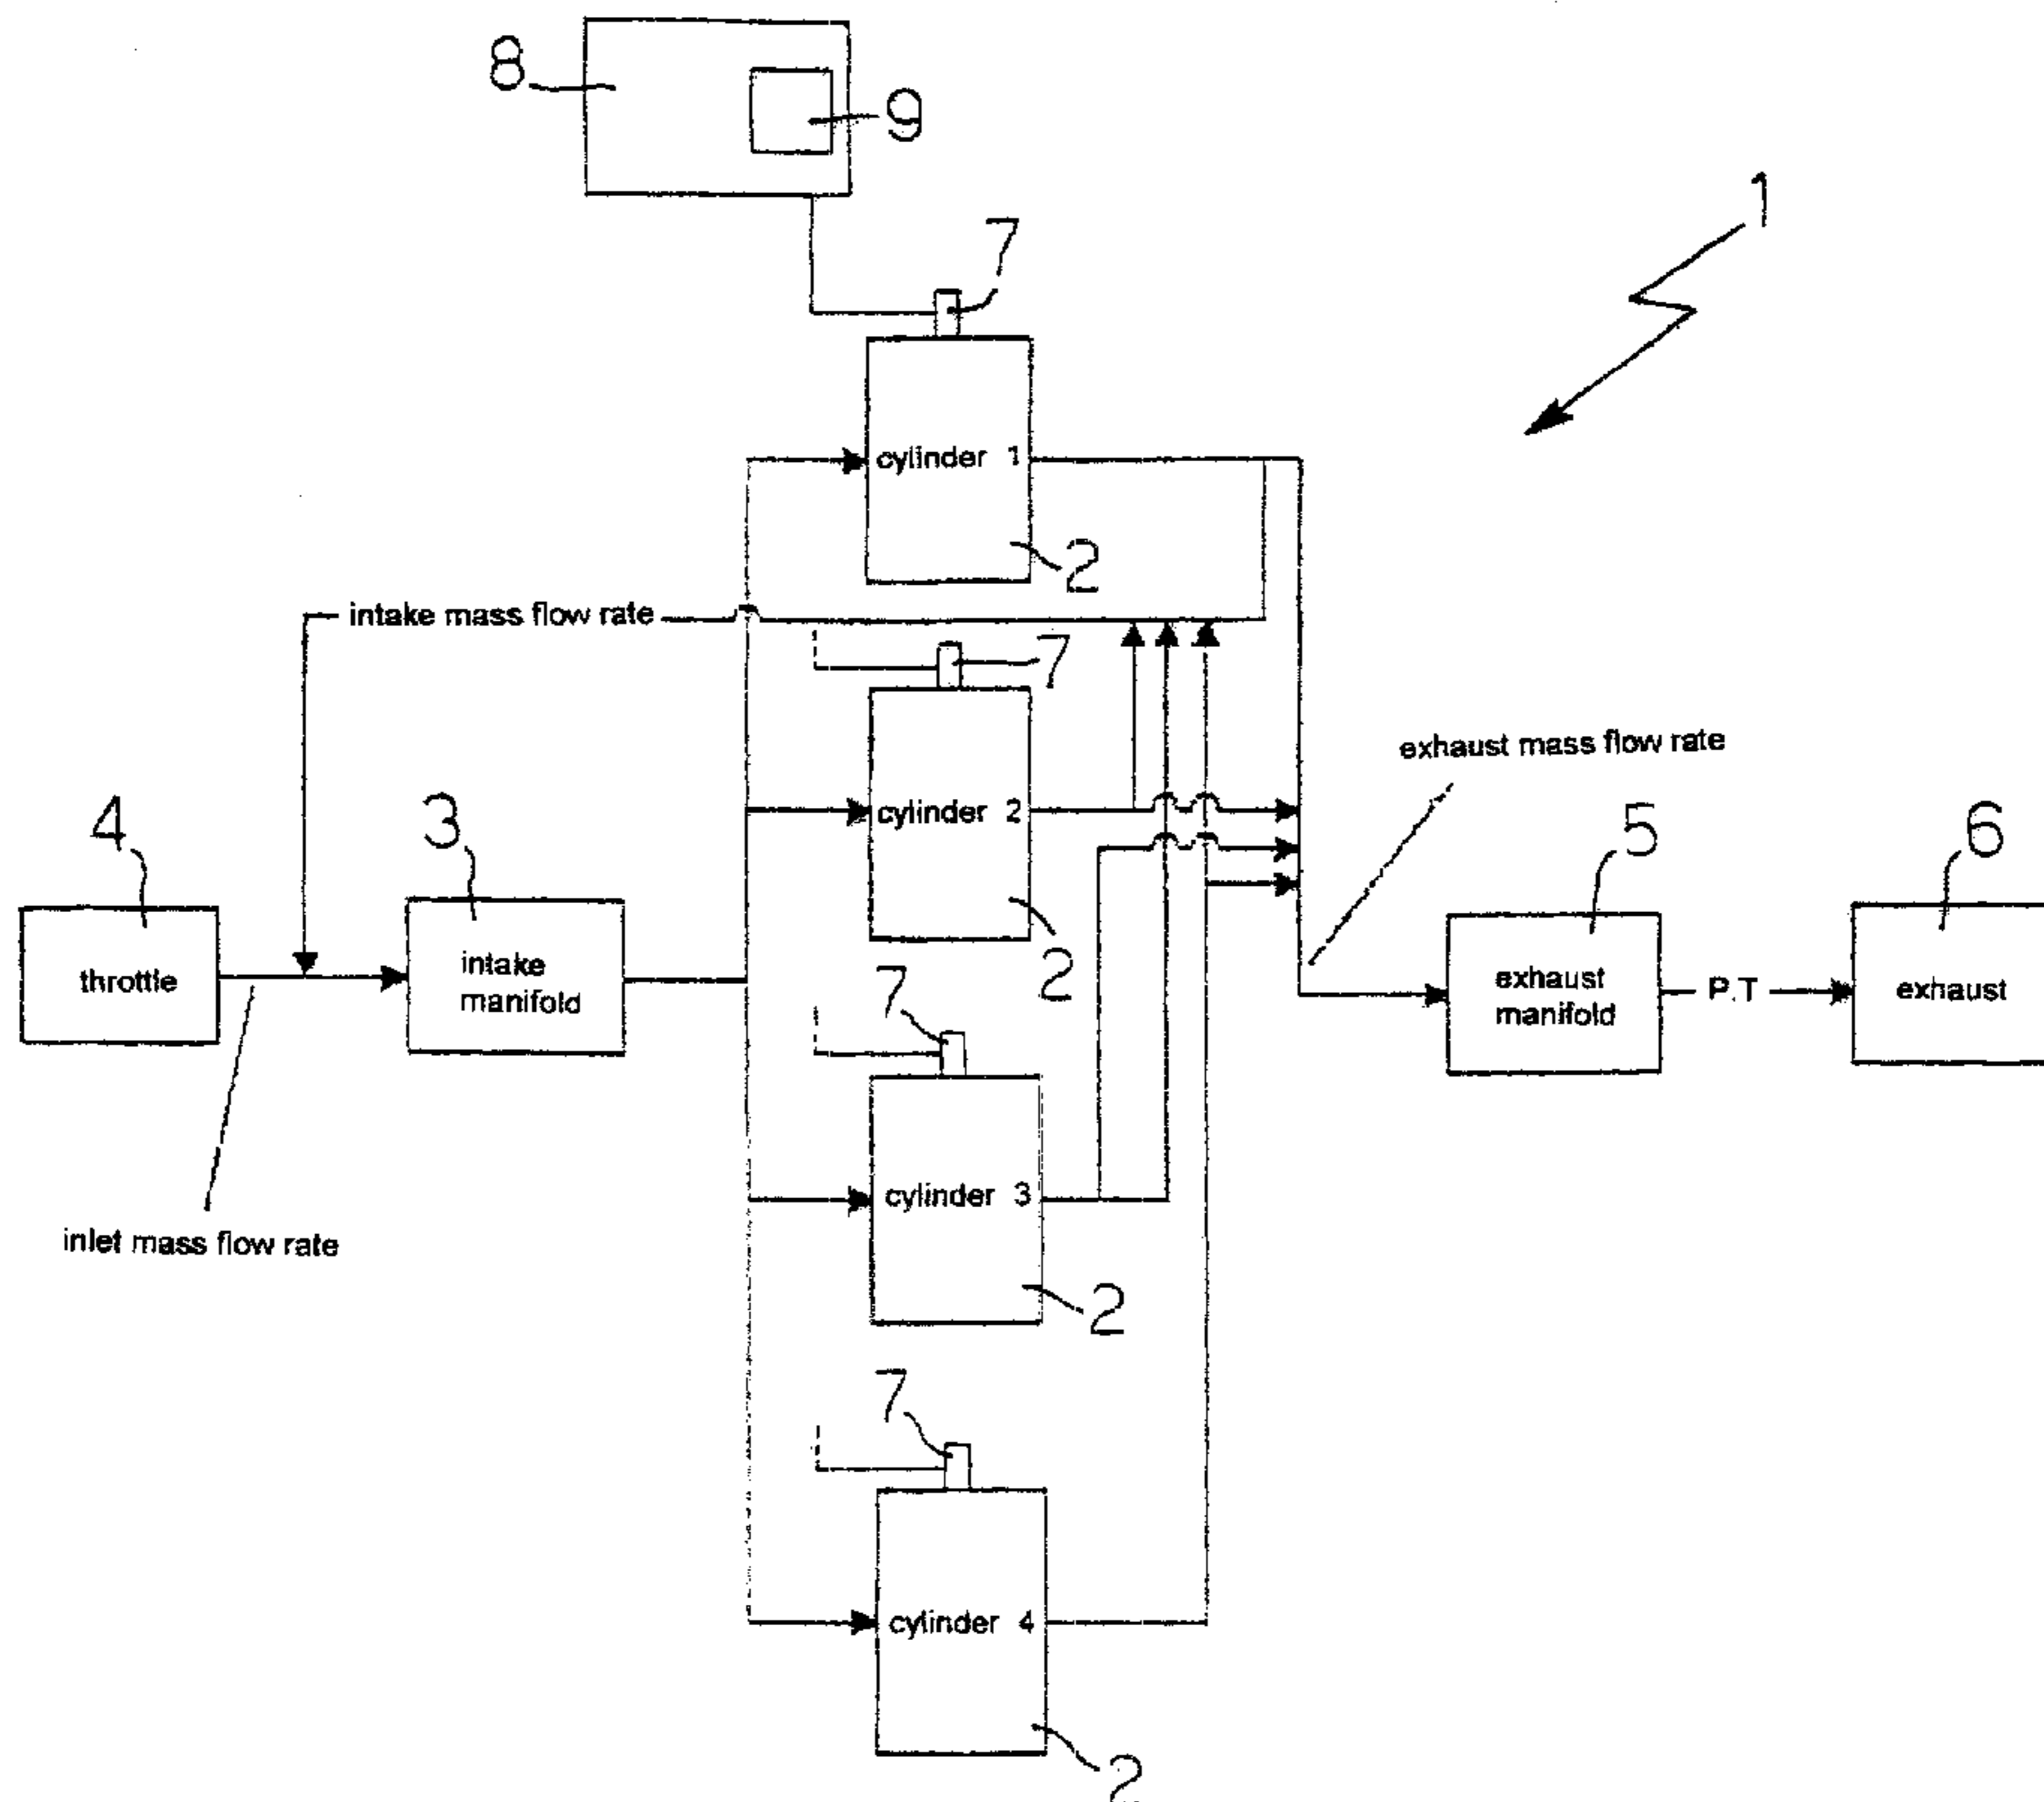 8
9
1
7
cylinder 1
2
intake mass flow rate
7
exhaust mass flow rate
cylinder 2
4
3
5
6
2
throttle
intake
manifold
exhaust
manifold
P.T
exhaust
7
cylinder 3
inlet mass flow rate
2
7
cylinder 4
2